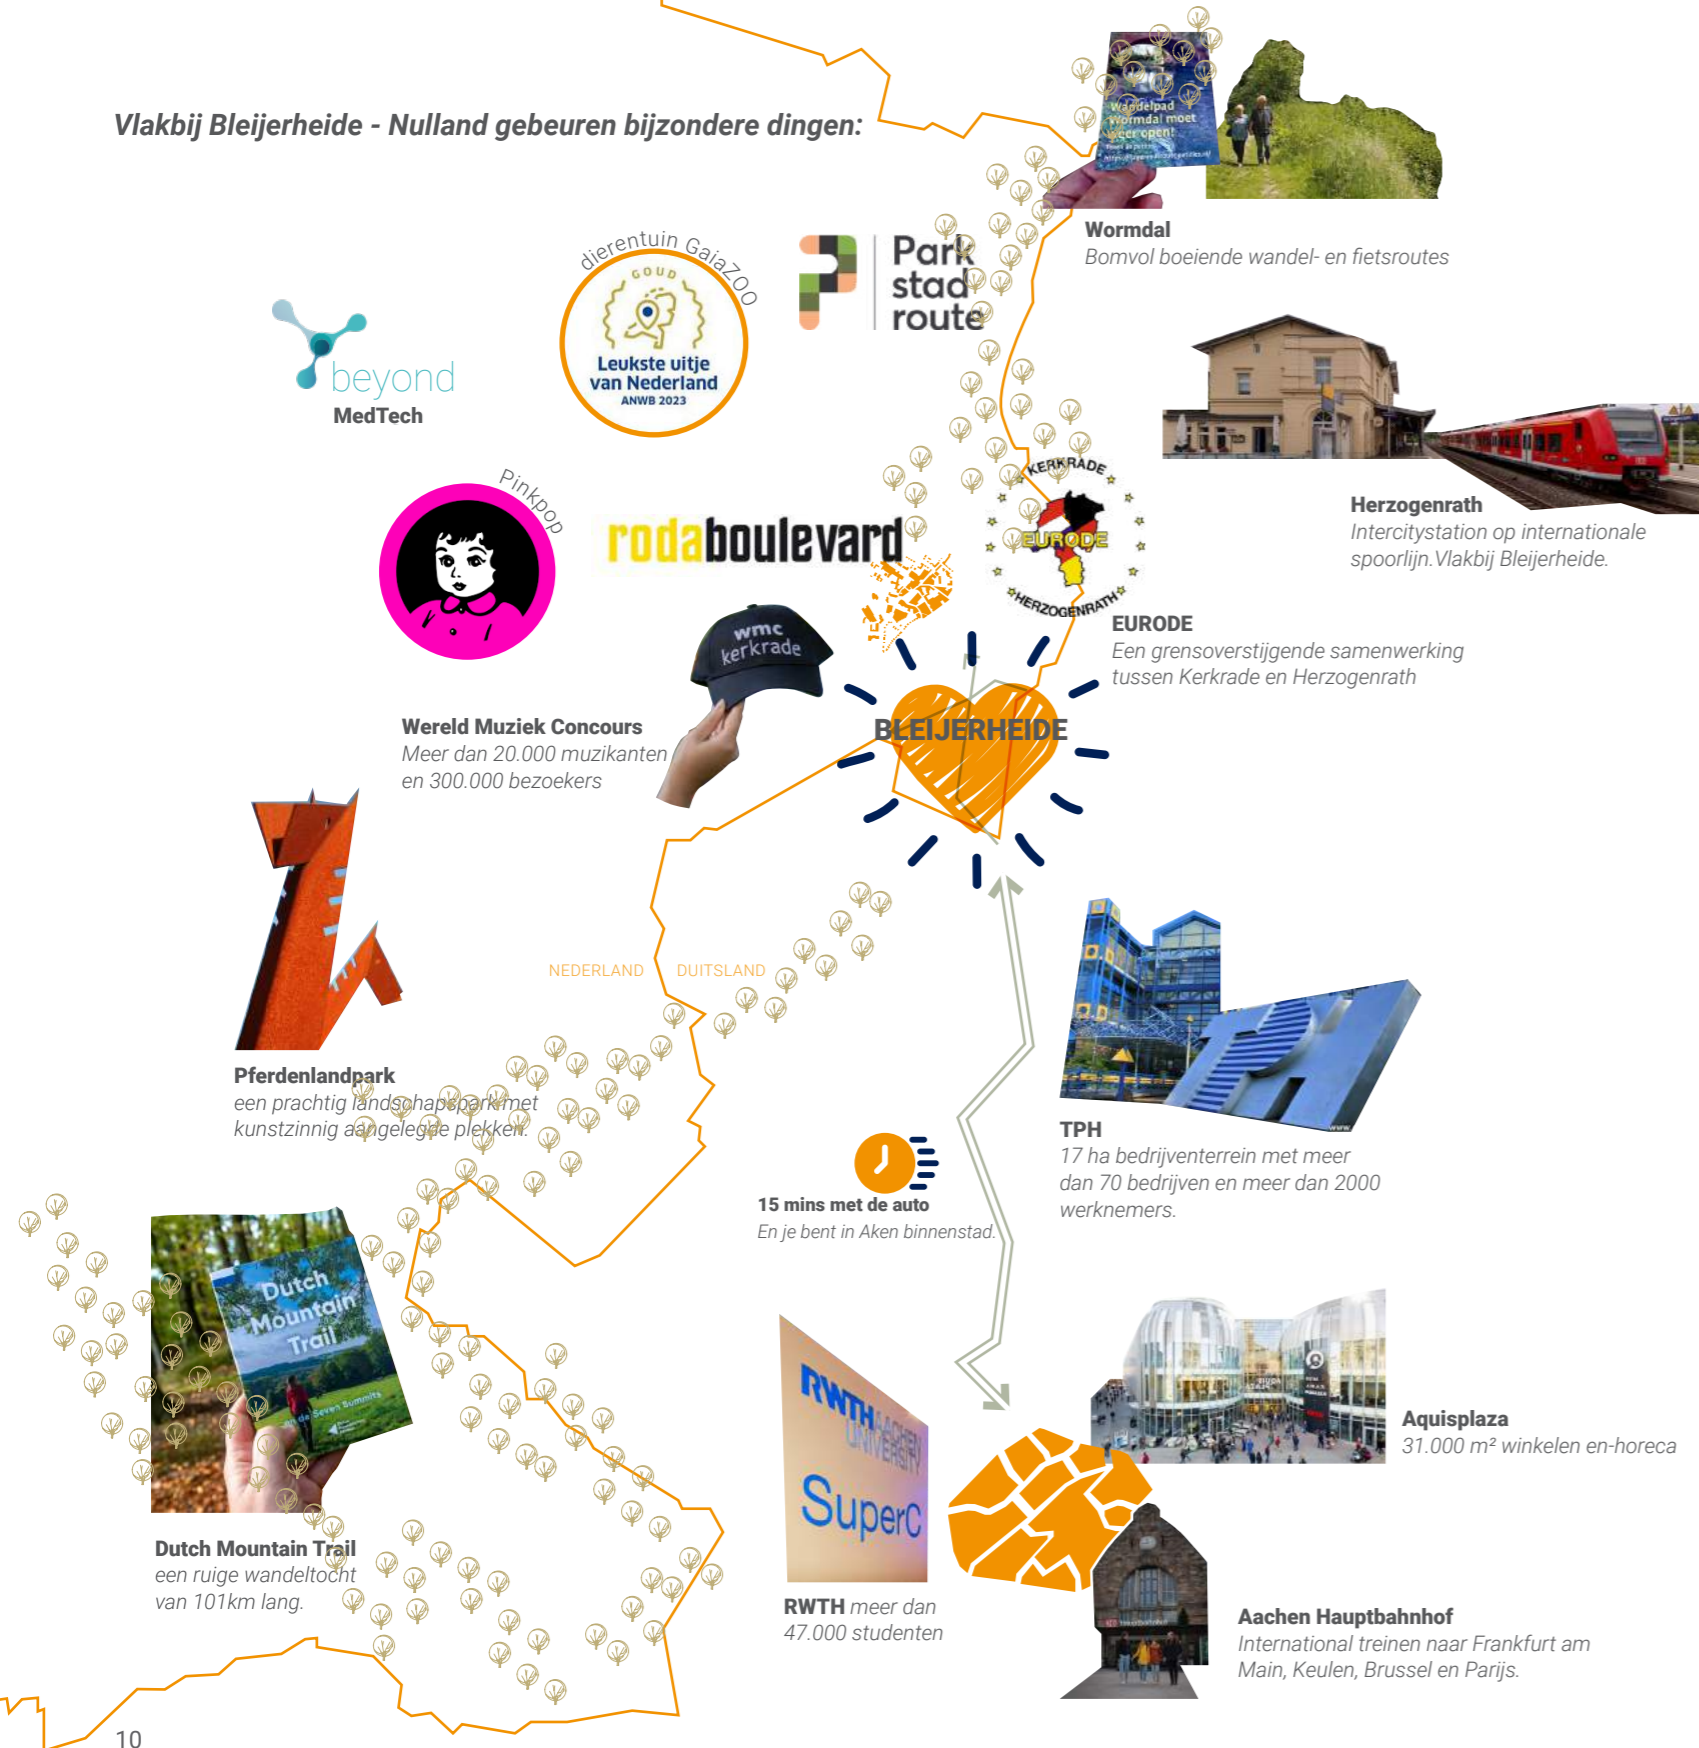 Vlakbij Bleijerheide - Nulland gebeuren bijzondere dingen:
Wandelpad
Wormdal moet
weer open!
Wormdal
Bomvol boeiende wandel- en fietsroutes
dierentuin GaiaZOO
GOUD
Leukste uitje
van Nederland
ANWB 2023
Park
stad
route
beyond
MedTech
Herzogenrath
Intercitystation op internationale
spoorlijn.Vlakbij Bleijerheide.
Pinkpop
rodaboulevard
KERKRADE
EURODE
HERZOGENRATH
EURODE
Een grensoverstijgende samenwerking
tussen Kerkrade en Herzogenrath
wmc
kerkrade
Wereld Muziek Concours
Meer dan 20.000 muzikanten
en 300.000 bezoekers
BLEIJERHEIDE
NEDERLAND
DUITSLAND
Pferdenlandpark
een prachtig landschapspark met
kunstzinnig aangelegde plekken.
TPH
TPH
17 ha bedrijventerrein met meer
dan 70 bedrijven en meer dan 2000
werknemers.
15 mins met de auto
En je bent in Aken binnenstad.
Dutch
Mountain
Trail
en de Seven Summits
Dutch Mountain Trail
een ruige wandeltocht
van 101km lang.
RWTH AACHEN
UNIVERSITY
SuperC
RWTH meer dan
47.000 studenten
Aquisplaza
31.000 m² winkelen en-horeca
Aachen Hauptbahnhof
International treinen naar Frankfurt am
Main, Keulen, Brussel en Parijs.
10